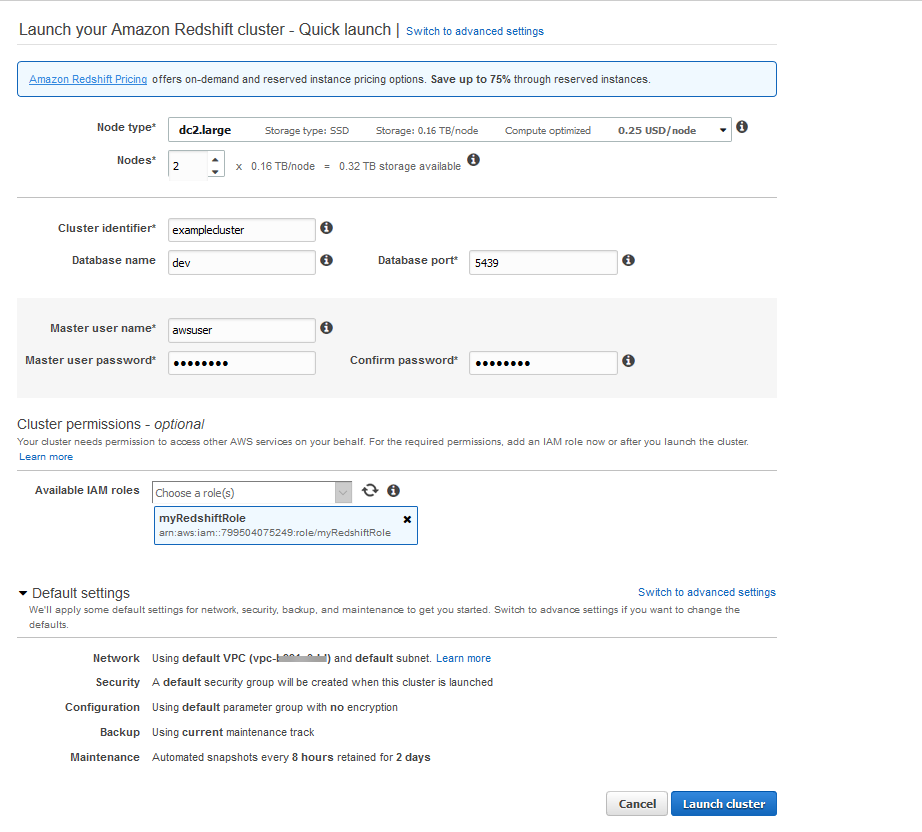 Launch your Amazon Redshift cluster - Quick launch | Switch to advanced settings
Amazon Redshift Pricing offers on-demand and reserved instance pricing options. Save up to 75% through reserved instances.
Node type* dc2.large Storage type: SSD Storage: 0.16 TB/node Compute optimized 0.25 USD/node
Nodes* 2 x 0.16 TB/node = 0.32 TB storage available
Cluster identifier* examplecluster
Database name dev Database port* 5439
Master user name* awsuser
Master user password* •••••••• Confirm password* ••••••••
Cluster permissions - optional
Your cluster needs permission to access other AWS services on your behalf. For the required permissions, add an IAM role now or after you launch the cluster.
Learn more
Available IAM roles Choose a role(s)
myRedshiftRole
arn:aws:iam::799504075249:role/myRedshiftRole
Default settings Switch to advanced settings
We'll apply some default settings for network, security, backup, and maintenance to get you started. Switch to advance settings if you want to change the
defaults.
Network Using default VPC (vpc- ) and default subnet. Learn more
Security A default security group will be created when this cluster is launched
Configuration Using default parameter group with no encryption
Backup Using current maintenance track
Maintenance Automated snapshots every 8 hours retained for 2 days
Cancel Launch cluster